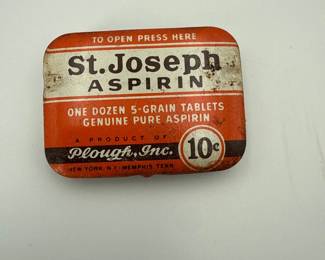 TO OPEN PRESS HERE
St. Joseph
ASPIRIN
ONE DOZEN 5-GRAIN TABLETS
GENUINE PURE ASPIRIN
A PRODUCT OF
Plough, Inc. 10¢
NEW YORK, N.Y. MEMPHIS, TENN.